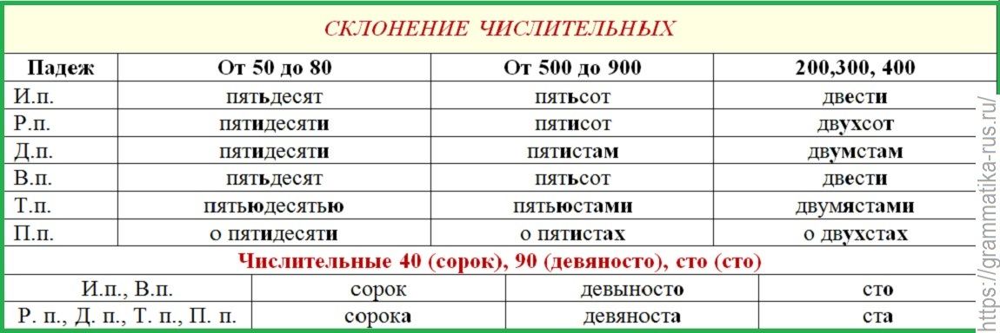 СКЛОНЕНИЕ ЧИСЛИТЕЛЬНЫХ
Падеж От 50 до 80 От 500 до 900 200,300, 400
И.п. пятьдесят пятьсот двести
Р.п. пятидесяти пятисот двухсот
Д.п. пятидесяти пятистам двумстам
В.п. пятьдесят пятьсот двести
Т.п. пятьюдесятью пятьюстами двумястами
П.п. о пятидесяти о пятистах о двухстах
Числительные 40 (сорок), 90 (девяносто), сто (сто)
И.п., В.п. сорок девыносто сто
Р. п., Д. п., Т. п., П. п. сорока девяноста ста
https://grammatika-rus.ru/